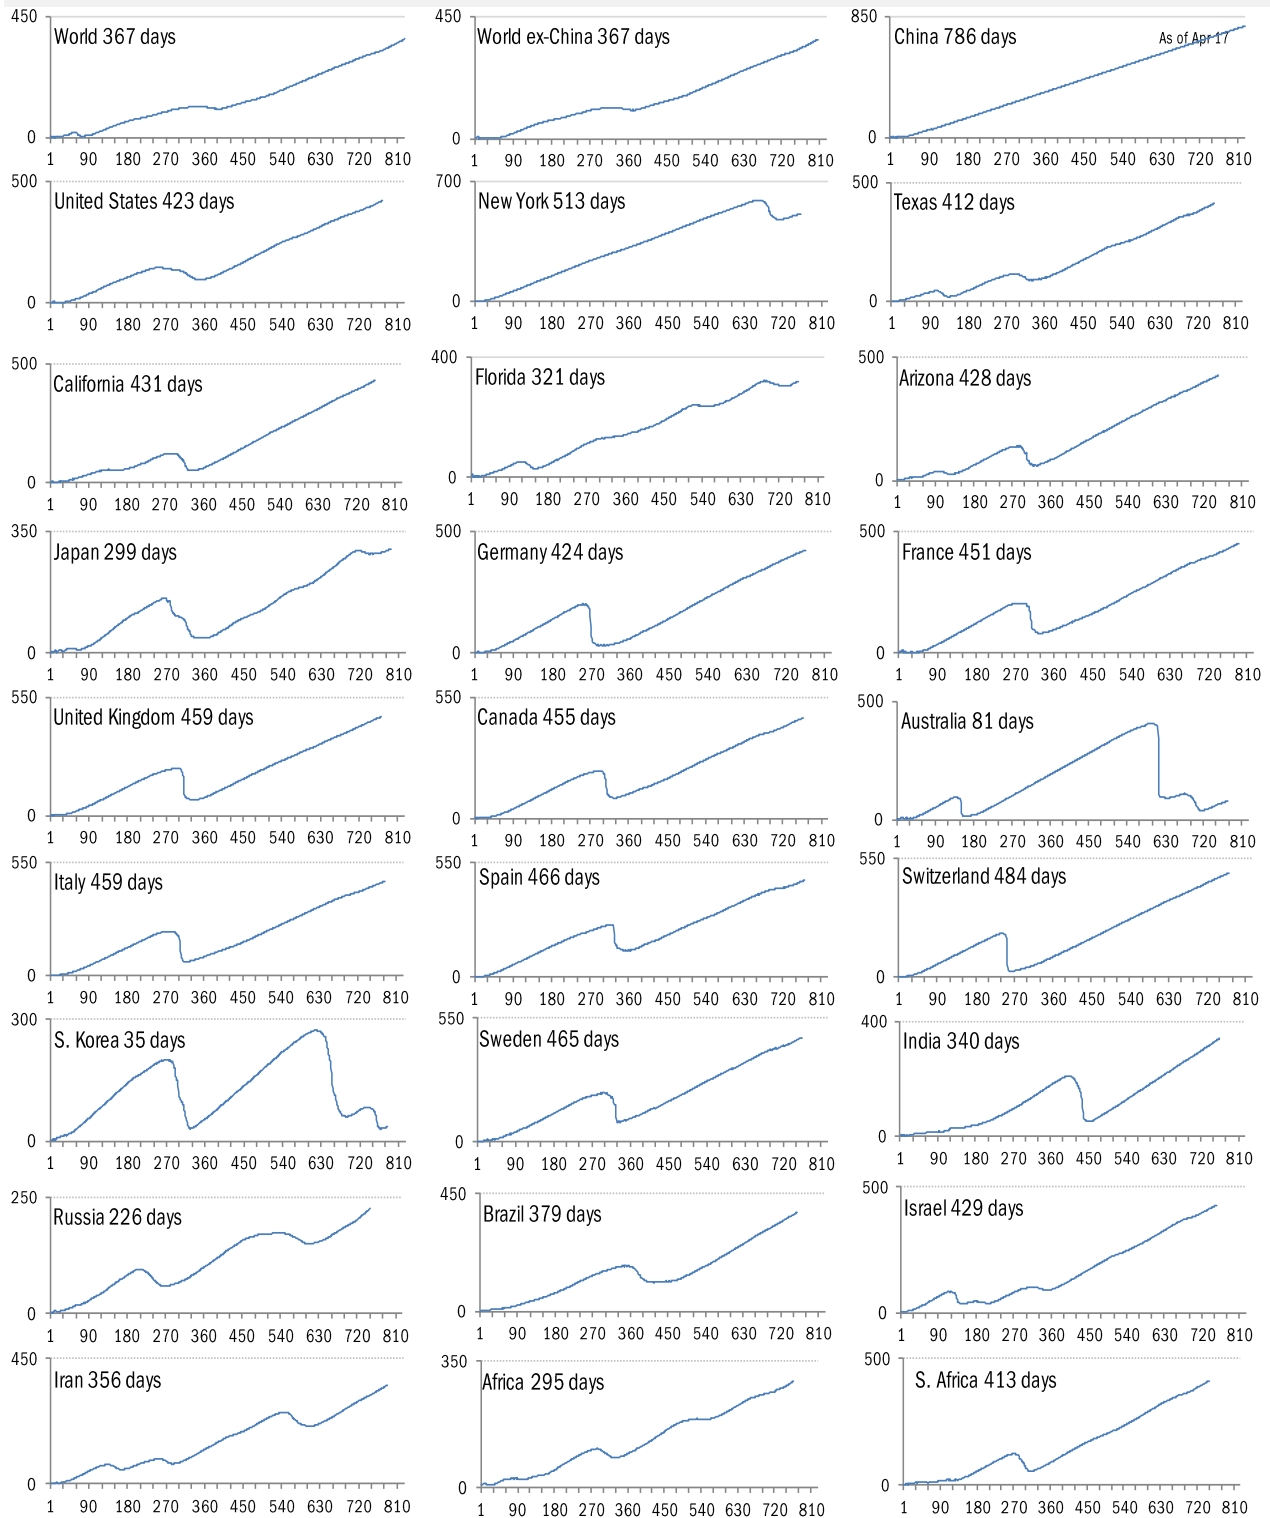 450 450 850
World 367 days World ex-China 367 days China 786 days As of Apr 17
0 0 0
1 90 180 270 360 450 540 630 720 810 1 90 180 270 360 450 540 630 720 810 1 90 180 270 360 450 540 630 720 810
500 700 500
United States 423 days New York 513 days Texas 412 days
0 0 0
1 90 180 270 360 450 540 630 720 810 1 90 180 270 360 450 540 630 720 810 1 90 180 270 360 450 540 630 720 810
500 400 500
California 431 days Florida 321 days Arizona 428 days
0 0 0
1 90 180 270 360 450 540 630 720 810 1 90 180 270 360 450 540 630 720 810 1 90 180 270 360 450 540 630 720 810
350 500 500
Japan 299 days Germany 424 days France 451 days
0 0 0
1 90 180 270 360 450 540 630 720 810 1 90 180 270 360 450 540 630 720 810 1 90 180 270 360 450 540 630 720 810
550 550 500
United Kingdom 459 days Canada 455 days Australia 81 days
0 0 0
1 90 180 270 360 450 540 630 720 810 1 90 180 270 360 450 540 630 720 810 1 90 180 270 360 450 540 630 720 810
550 550 550
Italy 459 days Spain 466 days Switzerland 484 days
0 0 0
1 90 180 270 360 450 540 630 720 810 1 90 180 270 360 450 540 630 720 810 1 90 180 270 360 450 540 630 720 810
300 550 400
S. Korea 35 days Sweden 465 days India 340 days
0 0 0
1 90 180 270 360 450 540 630 720 810 1 90 180 270 360 450 540 630 720 810 1 90 180 270 360 450 540 630 720 810
250 450 500
Russia 226 days Brazil 379 days Israel 429 days
0 0 0
1 90 180 270 360 450 540 630 720 810 1 90 180 270 360 450 540 630 720 810 1 90 180 270 360 450 540 630 720 810
450 350 500
Iran 356 days Africa 295 days S. Africa 413 days
0 0 0
1 90 180 270 360 450 540 630 720 810 1 90 180 270 360 450 540 630 720 810 1 90 180 270 360 450 540 630 720 810